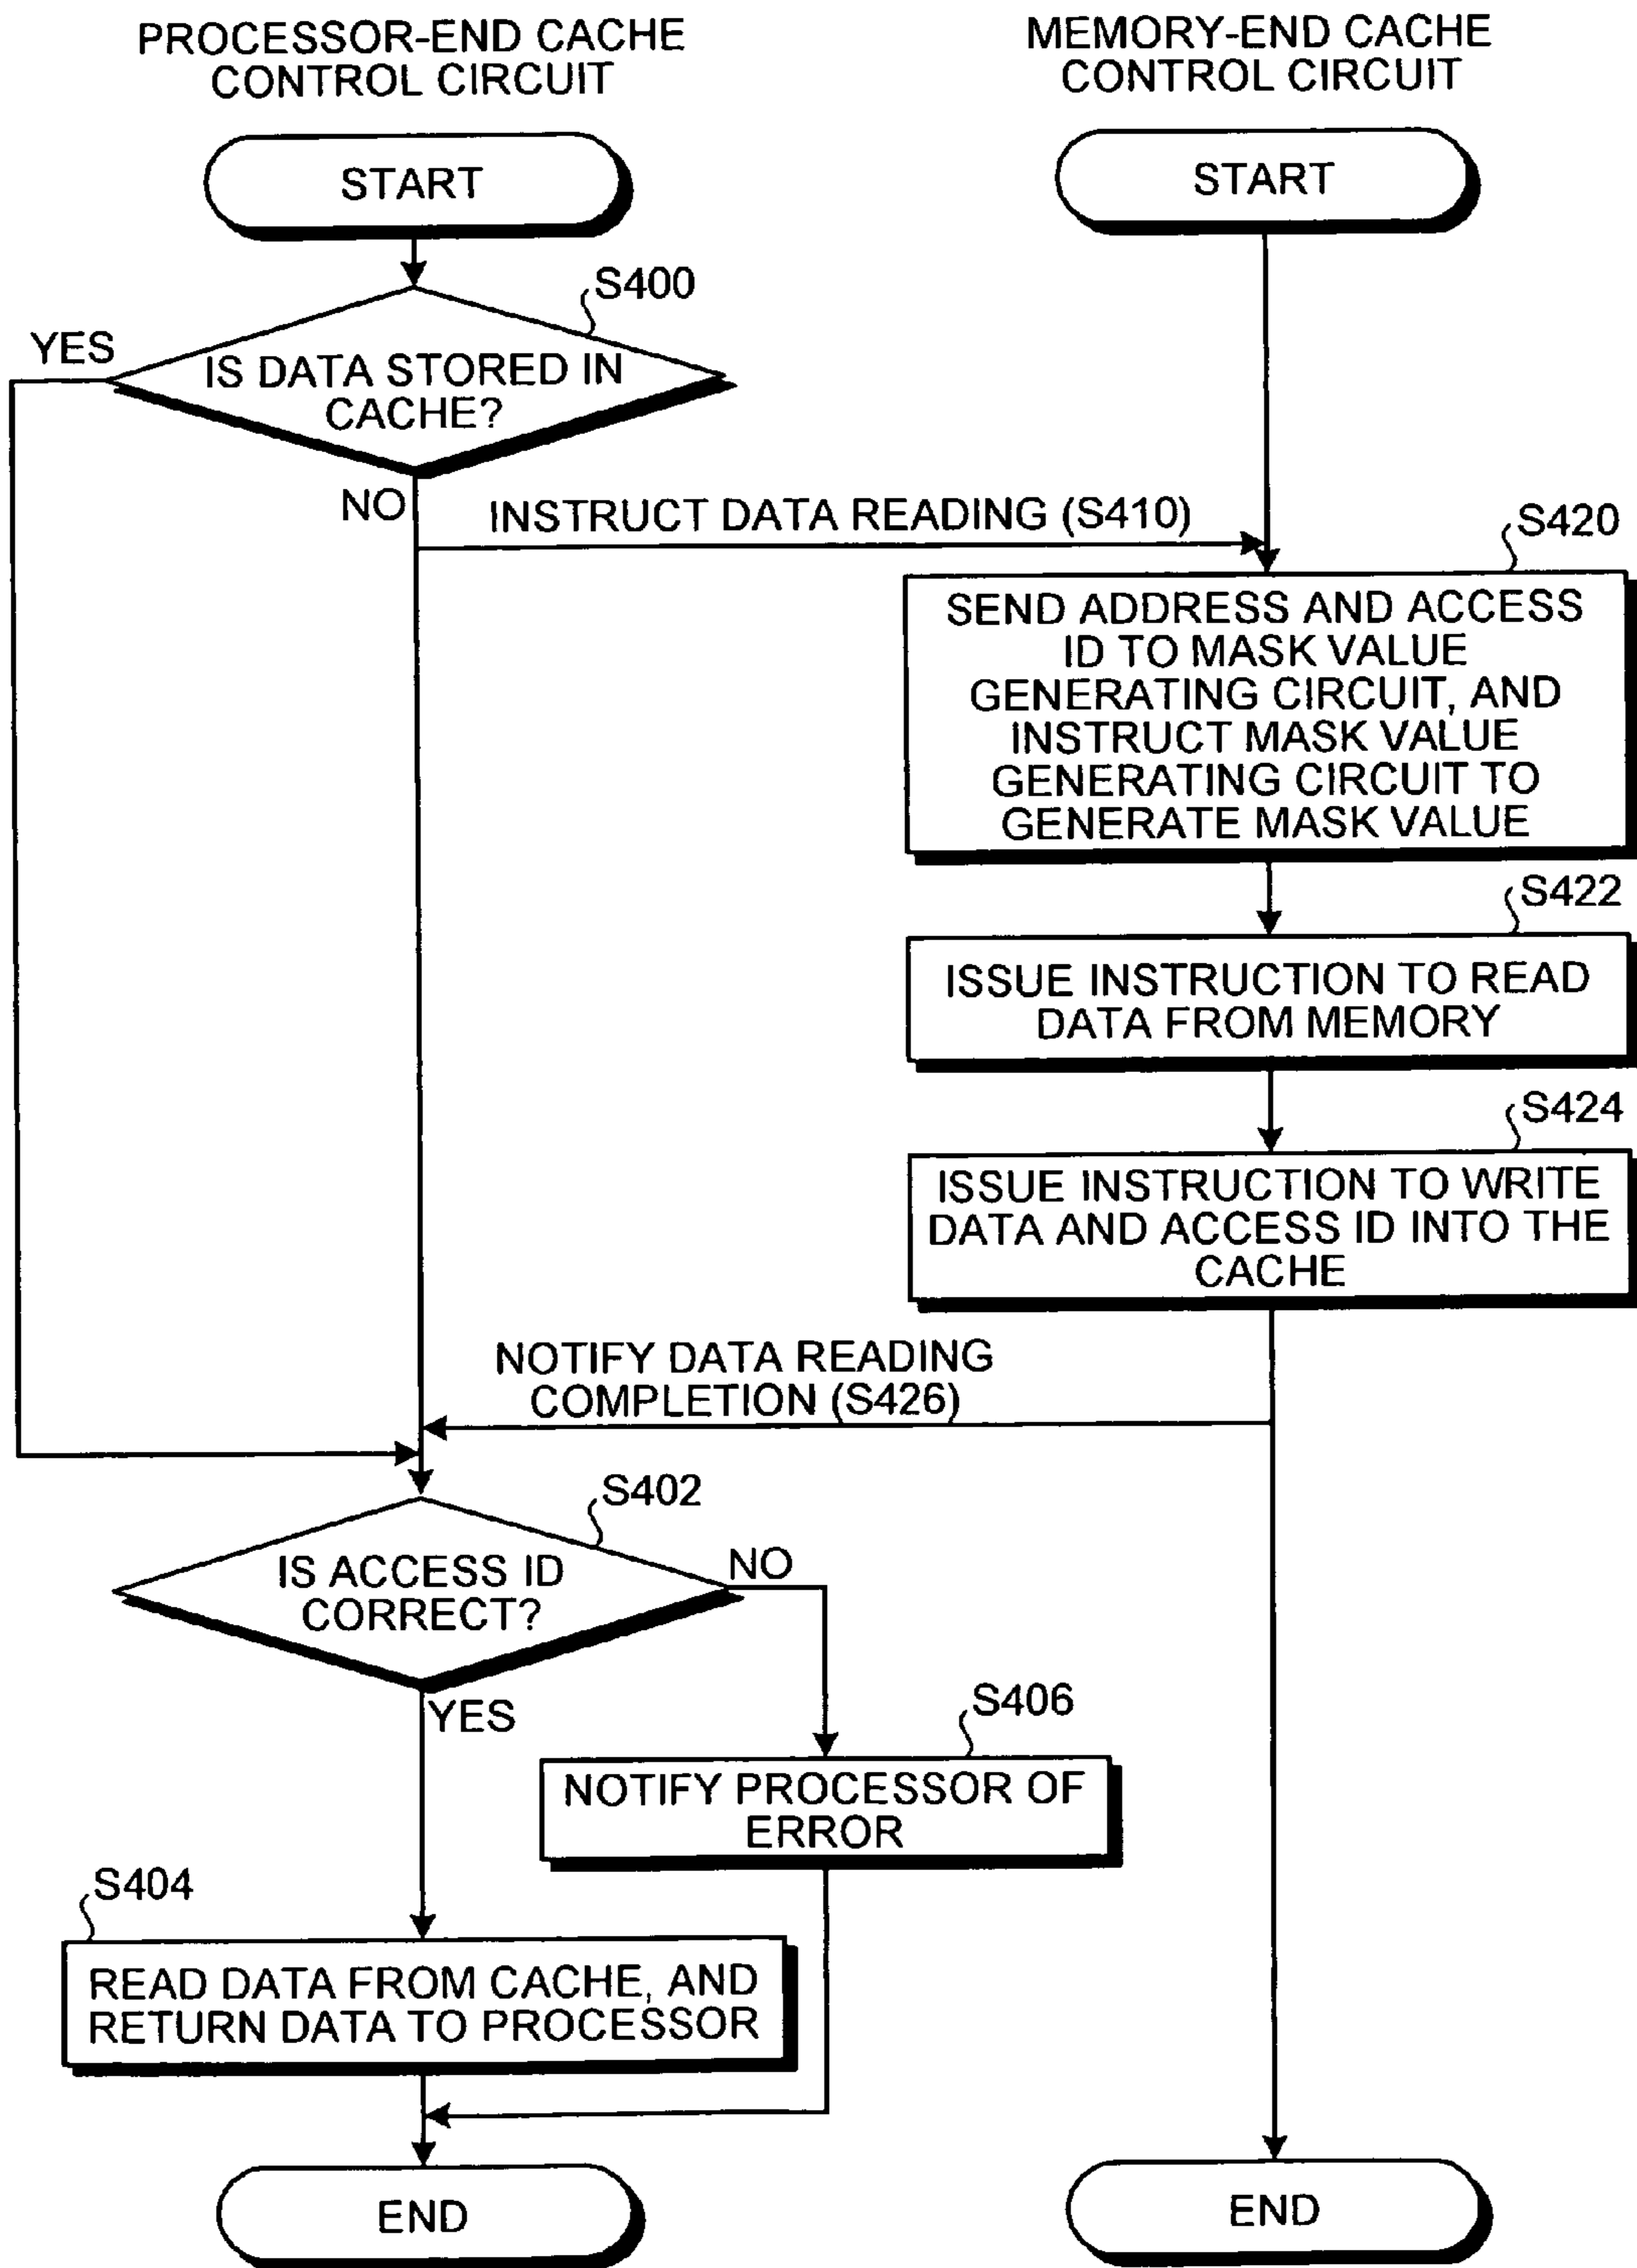 PROCESSOR-END CACHE
CONTROL CIRCUIT
MEMORY-END CACHE
CONTROL CIRCUIT
START
START
S400
YES
IS DATA STORED IN
CACHE?
NO
INSTRUCT DATA READING (S410)
S420
SEND ADDRESS AND ACCESS
ID TO MASK VALUE
GENERATING CIRCUIT, AND
INSTRUCT MASK VALUE
GENERATING CIRCUIT TO
GENERATE MASK VALUE
S422
ISSUE INSTRUCTION TO READ
DATA FROM MEMORY
S424
ISSUE INSTRUCTION TO WRITE
DATA AND ACCESS ID INTO THE
CACHE
NOTIFY DATA READING
COMPLETION (S426)
S402
IS ACCESS ID
CORRECT?
NO
YES
S406
NOTIFY PROCESSOR OF
ERROR
S404
READ DATA FROM CACHE, AND
RETURN DATA TO PROCESSOR
END
END